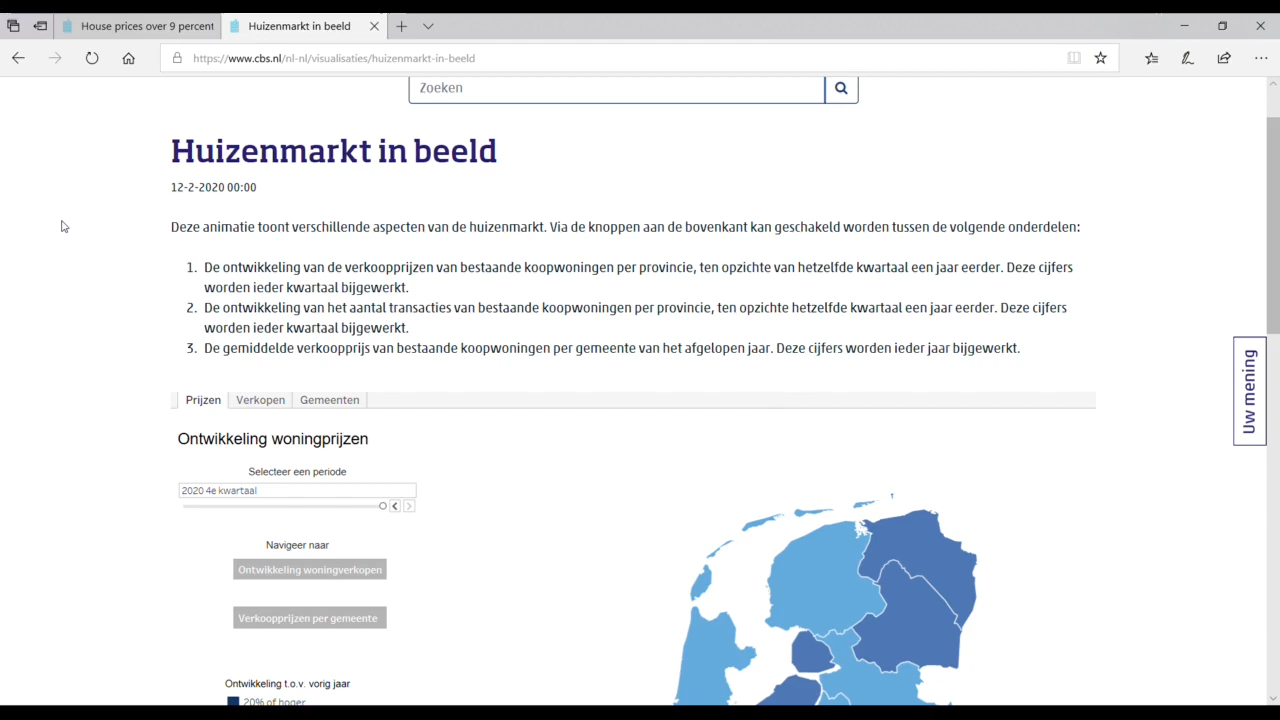 House prices over 9 percent
Huizenmarkt in beeld
https://www.cbs.nl/nl-nl/visualisaties/huizenmarkt-in-beeld
Zoeken
Huizenmarkt in beeld
12-2-2020 00:00
Deze animatie toont verschillende aspecten van de huizenmarkt. Via de knoppen aan de bovenkant kan geschakeld worden tussen de volgende onderdelen:
1. De ontwikkeling van de verkoopprijzen van bestaande koopwoningen per provincie, ten opzichte van hetzelfde kwartaal een jaar eerder. Deze cijfers
worden ieder kwartaal bijgewerkt.
2. De ontwikkeling van het aantal transacties van bestaande koopwoningen per provincie, ten opzichte hetzelfde kwartaal een jaar eerder. Deze cijfers
worden ieder kwartaal bijgewerkt.
3. De gemiddelde verkoopprijs van bestaande koopwoningen per gemeente van het afgelopen jaar. Deze cijfers worden ieder jaar bijgewerkt.
Uw mening
Prijzen Verkopen Gemeenten
Ontwikkeling woningprijzen
Selecteer een periode
2020 4e kwartaal
Navigeer naar
Ontwikkeling woningverkopen
Verkoopprijzen per gemeente
Ontwikkeling t.o.v. vorig jaar
20% of hoger